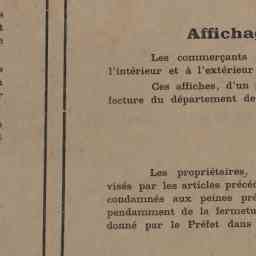 Affichag
Les commerçants
l'intérieur et à l'extérieur
Ces affiches, d'un
fecture du département de
Les propriétaires,
visés par les articles précéd
condamnés aux peines pré
pendamment de la fermetu
donné par le Préfet dans